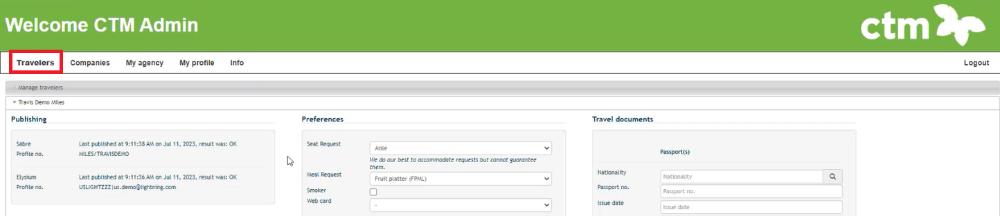 Welcome CTM Admin
ctm
Travelers Companies My agency My profile Info Logout
Manage travelers
Travis Demo Miles
Publishing
Sabre Last published at 9:11:38 AM on Jul 11, 2023, result was: OK
Profile no. MILES/TRAVISDEMO
Elysium Last published at 9:11:36 AM on Jul 11, 2023, result was: OK
Profile no. USLIGHTZZZ|us.demo@lightning.com
Preferences
Seat Request Aisle
We do our best to accommodate requests but cannot guarantee
them.
Meal Request Fruit platter (FPML)
Smoker
Web card -
Travel documents
Passport(s)
Nationality Nationality
Passport no. Passport no.
Issue date Issue date